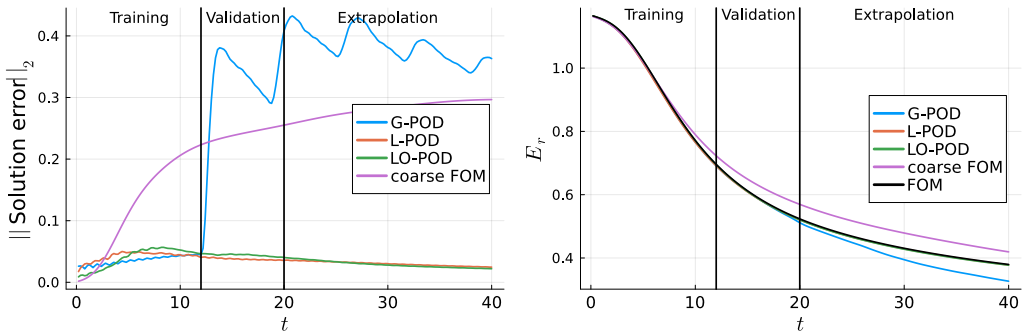 Training Validation Extrapolation
0.4
0.3
0.2
0.1
0.0
|| Solution error||₂
G-POD
L-POD
LO-POD
coarse FOM
0 10 20 30 40
t
Training Validation Extrapolation
1.0
0.8
0.6
0.4
E_r
G-POD
L-POD
LO-POD
coarse FOM
FOM
0 10 20 30 40
t